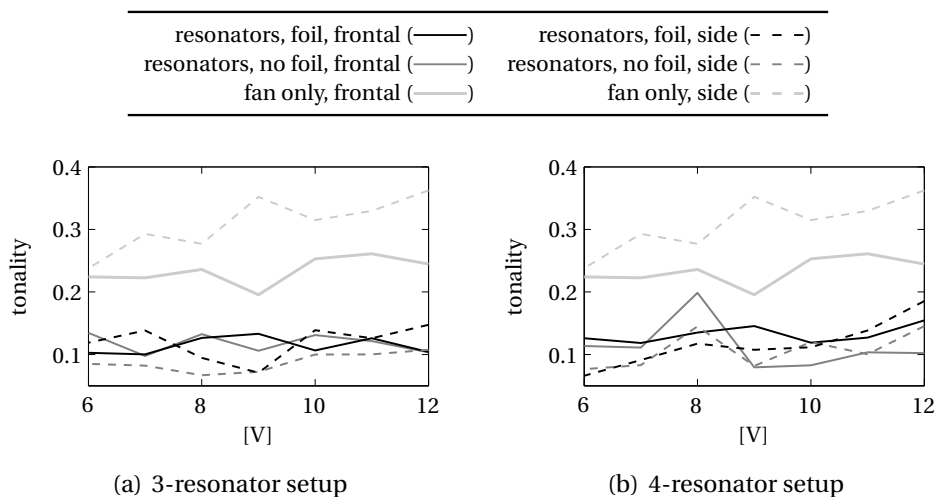 resonators, foil, frontal ( ) resonators, foil, side ( )
resonators, no foil, frontal ( ) resonators, no foil, side ( )
fan only, frontal ( ) fan only, side ( )
0.4
0.3
0.2
0.1
tonality
6 8 10 12
[V]
(a) 3-resonator setup
0.4
0.3
0.2
0.1
tonality
6 8 10 12
[V]
(b) 4-resonator setup